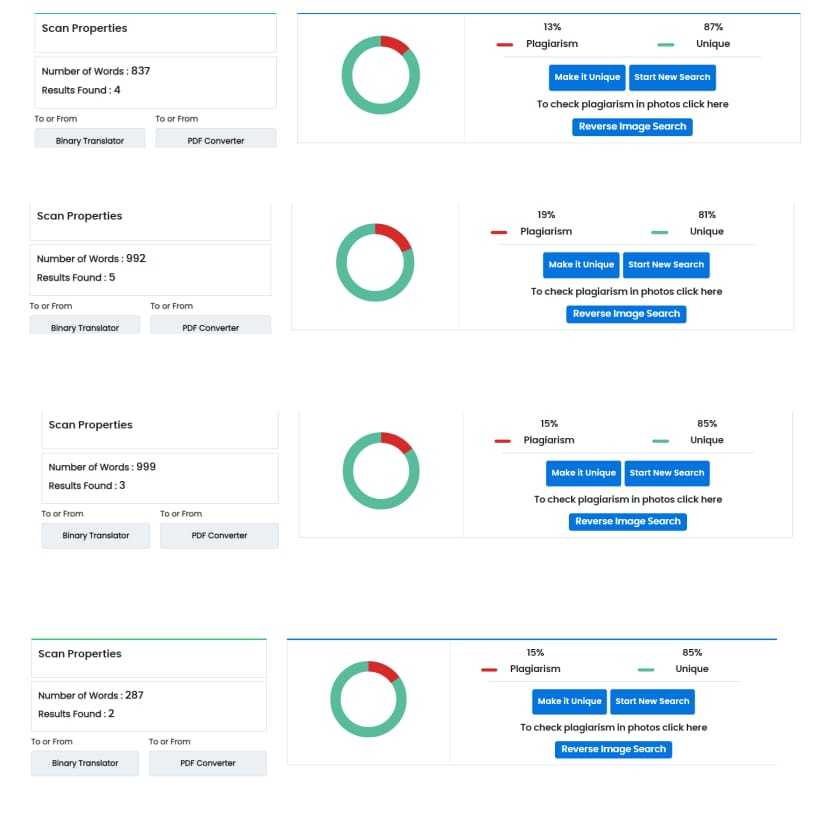 Scan Properties
Number of Words : 837
Results Found : 4
To or From To or From
Binary Translator PDF Converter
13% 87%
Plagiarism Unique
Make it Unique Start New Search
To check plagiarism in photos click here
Reverse Image Search
Scan Properties
Number of Words : 992
Results Found : 5
To or From To or From
Binary Translator PDF Converter
19% 81%
Plagiarism Unique
Make it Unique Start New Search
To check plagiarism in photos click here
Reverse Image Search
Scan Properties
Number of Words : 999
Results Found : 3
To or From To or From
Binary Translator PDF Converter
15% 85%
Plagiarism Unique
Make it Unique Start New Search
To check plagiarism in photos click here
Reverse Image Search
Scan Properties
Number of Words : 287
Results Found : 2
To or From To or From
Binary Translator PDF Converter
15% 85%
Plagiarism Unique
Make it Unique Start New Search
To check plagiarism in photos click here
Reverse Image Search